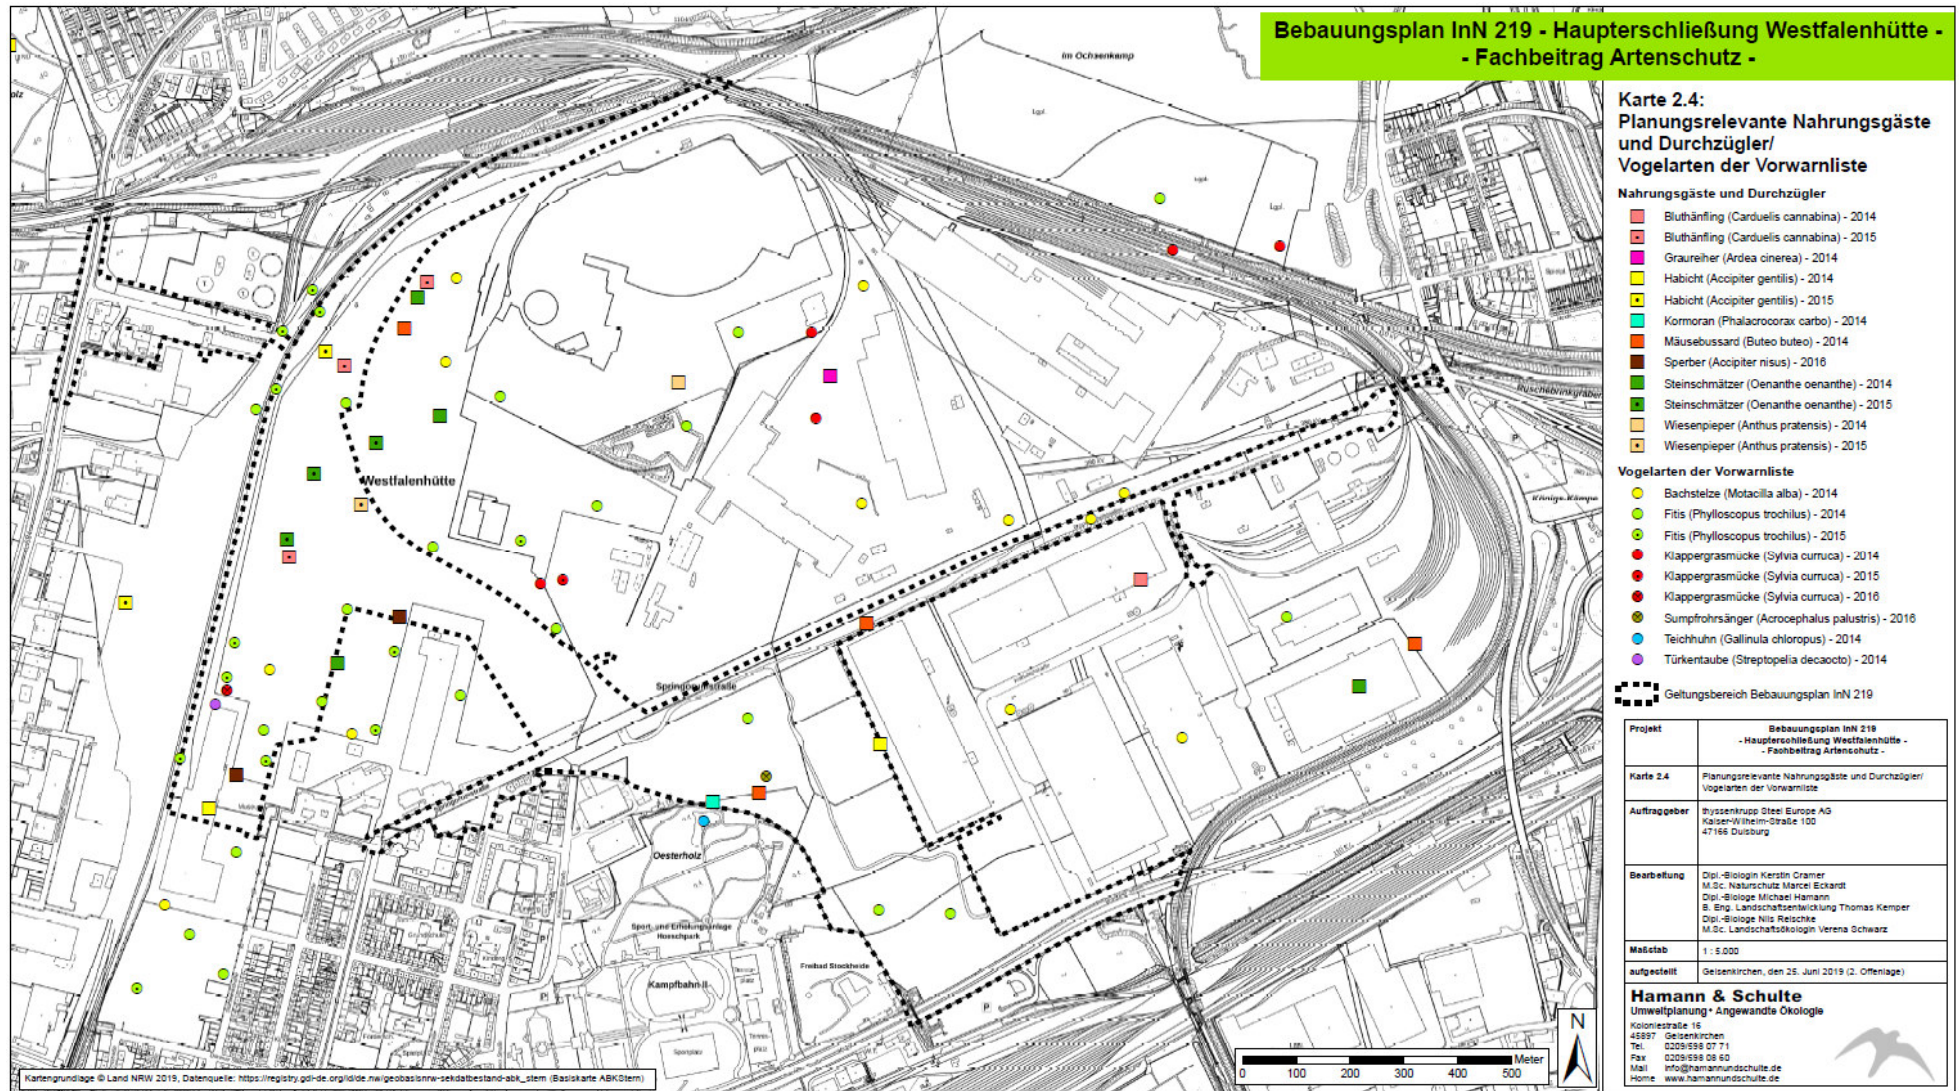 Bebauungsplan InN 219 - Haupterschließung Westfalenhütte -
- Fachbeitrag Artenschutz -
Karte 2.4:
Planungsrelevante Nahrungsgäste
und Durchzügler/
Vogelarten der Vorwarnliste
Nahrungsgäste und Durchzügler
Bluthänfling (Carduelis cannabina) - 2014
Bluthänfling (Carduelis cannabina) - 2015
Graureiher (Ardea cinerea) - 2014
Habicht (Accipiter gentilis) - 2014
Habicht (Accipiter gentilis) - 2015
Kormoran (Phalacrocorax carbo) - 2014
Mäusebussard (Buteo buteo) - 2014
Sperber (Accipiter nisus) - 2016
Steinschmätzer (Oenanthe oenanthe) - 2014
Steinschmätzer (Oenanthe oenanthe) - 2015
Wiesenpieper (Anthus pratensis) - 2014
Wiesenpieper (Anthus pratensis) - 2015
Vogelarten der Vorwarnliste
Bachstelze (Motacilla alba) - 2014
Fitis (Phylloscopus trochilus) - 2014
Fitis (Phylloscopus trochilus) - 2015
Klappergrasmücke (Sylvia curruca) - 2014
Klappergrasmücke (Sylvia curruca) - 2015
Klappergrasmücke (Sylvia curruca) - 2016
Sumpfrohrsänger (Acrocephalus palustris) - 2016
Teichhuhn (Gallinula chloropus) - 2014
Türkentaube (Streptopelia decaocto) - 2014
Geltungsbereich Bebauungsplan InN 219
Projekt
Bebauungsplan InN 219
- Haupterschließung Westfalenhütte -
- Fachbeitrag Artenschutz -
Karte 2.4
Planungsrelevante Nahrungsgäste und Durchzügler/
Vogelarten der Vorwarnliste
Auftraggeber
thyssenkrupp Steel Europe AG
Kaiser-Wilhelm-Straße 100
47166 Duisburg
Bearbeitung
Dipl.-Biologin Kerstin Cramer
M.Sc. Naturschutz Marcel Eckardt
Dipl.-Biologe Michael Hamann
B. Eng. Landschaftsentwicklung Thomas Kemper
Dipl.-Biologe Nils Reischke
M.Sc. Landschaftsökologin Verena Schwarz
Maßstab
1 : 5.000
aufgestellt
Gelsenkirchen, den 25. Juni 2019 (2. Offenlage)
Hamann & Schulte
Umweltplanung • Angewandte Ökologie
Koloniestraße 16
45897 Gelsenkirchen
Tel. 0209/598 07 71
Fax 0209/598 08 60
Mail info@hamannundschulte.de
Home www.hamannundschulte.de
Im Ochsenkamp
Lgpl.
Lgpl.
Lgpl.
Rüschebrinkgraben
Königs-Kämpe
Westfalenhütte
Springorumstraße
Oesterholz
Sport- und Erholungsanlage
Hoeschpark
Kampfbahn II
Freibad Stockheide
Sportplatz
P
P
N
Meter
0 100 200 300 400 500
Kartengrundlage © Land NRW 2019, Datenquelle: https://registry.gdi-de.org/id/de.nw/geobasisnrw-sekdatbestand-abk_stern (Basiskarte ABKStern)